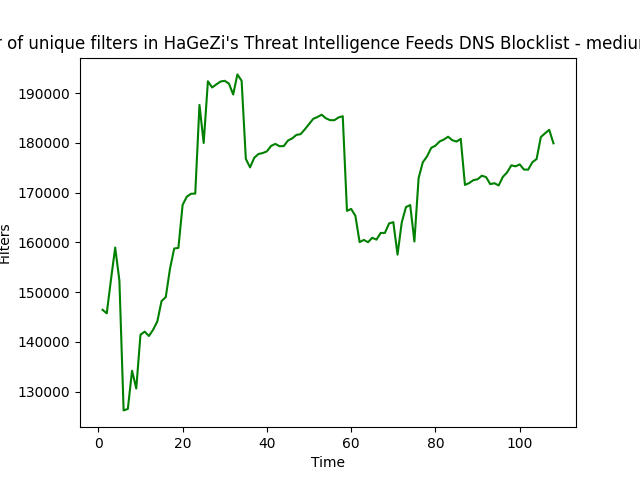 r of unique filters in HaGeZi's Threat Intelligence Feeds DNS Blocklist - mediu
Filters
190000
180000
170000
160000
150000
140000
130000
0 20 40 60 80 100
Time